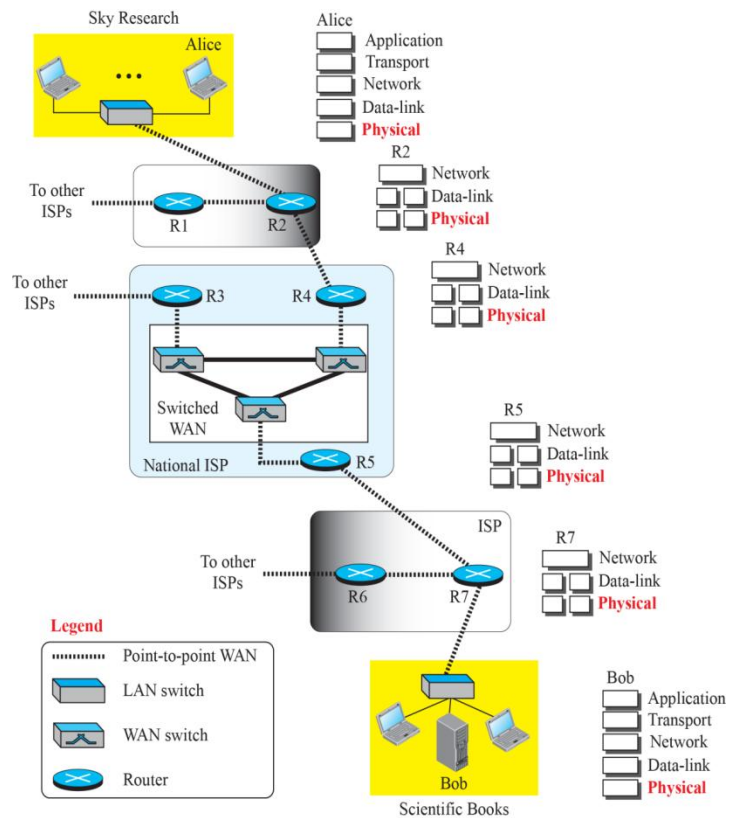 Sky Research
Alice
Alice
Application
Transport
Network
Data-link
Physical
R2
Network
Data-link
Physical
To other
ISPs
R1
R2
R4
Network
Data-link
Physical
To other
ISPs
R3
R4
Switched
WAN
National ISP
R5
R5
Network
Data-link
Physical
ISP
To other
ISPs
R6
R7
R7
Network
Data-link
Physical
Legend
Point-to-point WAN
LAN switch
WAN switch
Router
Bob
Scientific Books
Bob
Application
Transport
Network
Data-link
Physical